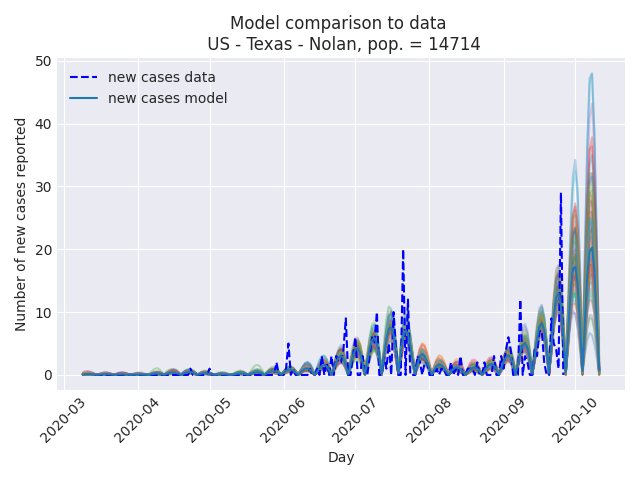 Model comparison to data
US - Texas - Nolan, pop. = 14714
new cases data
new cases model
Number of new cases reported
50
40
30
20
10
0
2020-03
2020-04
2020-05
2020-06
2020-07
2020-08
2020-09
2020-10
Day